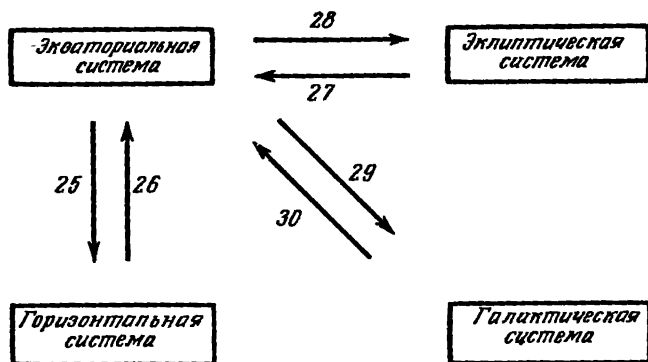 Экваториальная
система
28
27
Эклиптическая
система
25
26
29
30
Горизонтальная
система
Галактическая
система